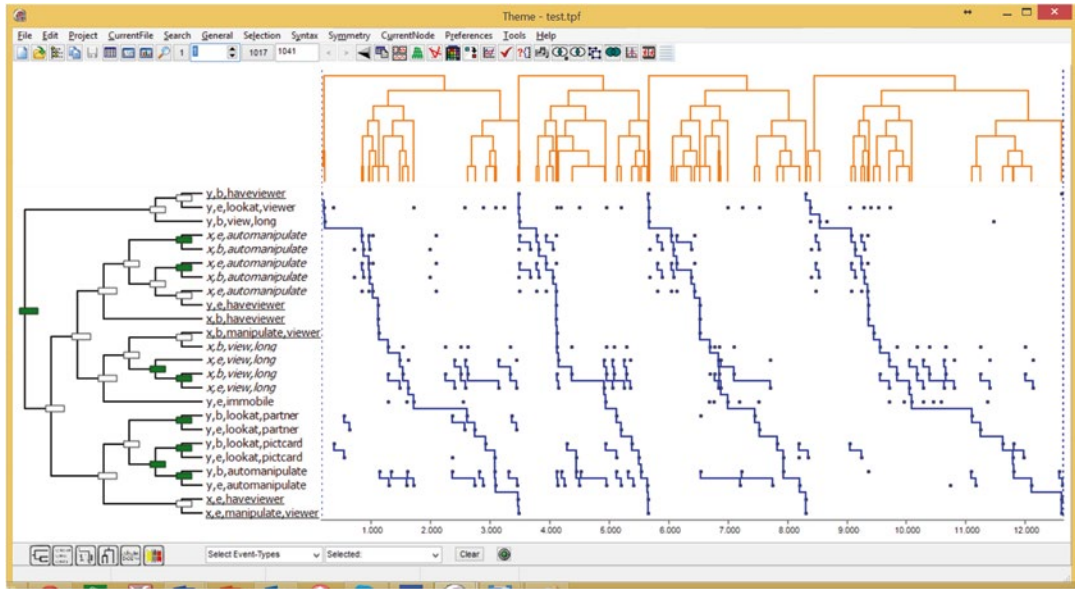 Theme - test.tpf
File Edit Project CurrentFile Search General Selection Syntax Symmetry CurrentNode Preferences Tools Help
1 1017 1041
y,b,haveviewer
y,e,lookat,viewer
y,b,view,long
x,e,automanipulate
x,b,automanipulate
x,e,automanipulate
x,b,automanipulate
x,e,automanipulate
y,e,haveviewer
x,b,haveviewer
x,b,manipulate,viewer
x,b,view,long
x,e,view,long
x,b,view,long
x,e,view,long
y,e,immobile
y,b,lookat,partner
y,e,lookat,partner
y,b,lookat,pictcard
y,e,lookat,pictcard
y,b,automanipulate
y,e,automanipulate
x,e,haveviewer
x,e,manipulate,viewer
1.000 2.000 3.000 4.000 5.000 6.000 7.000 8.000 9.000 10.000 11.000 12.000
Select Event-Types Selected: Clear